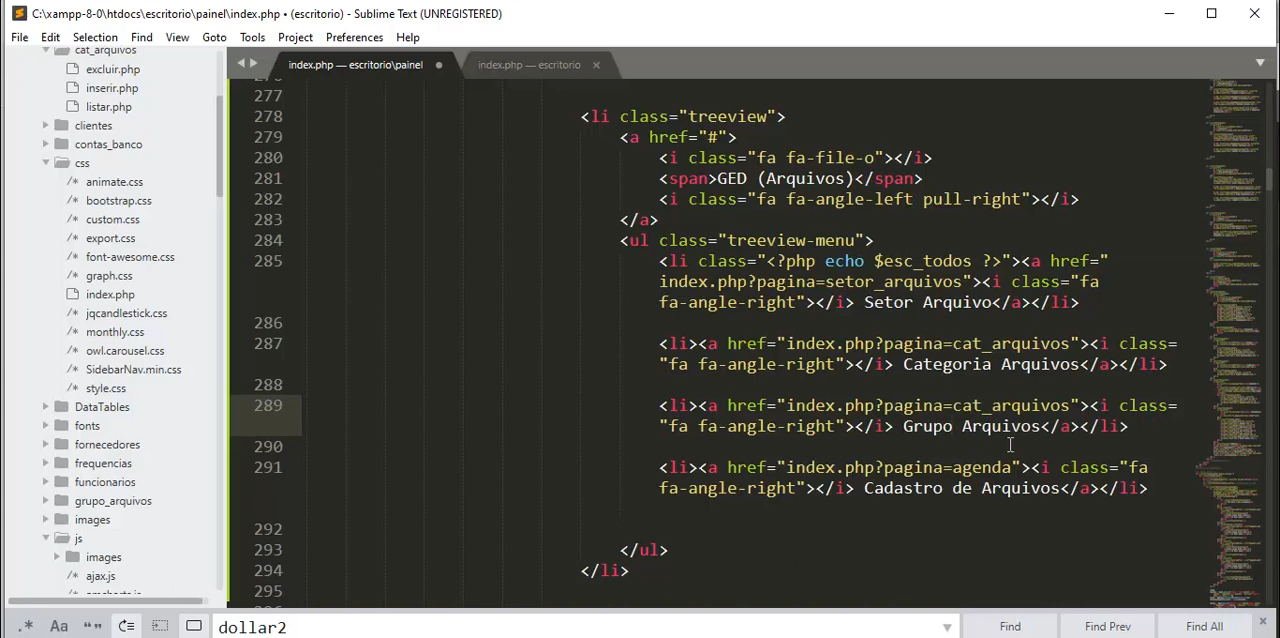 C:\xampp-8-0\htdocs\escritorio\painel\index.php • (escritorio) - Sublime Text (UNREGISTERED)
File Edit Selection Find View Goto Tools Project Preferences Help
cat_arquivos
excluir.php
inserir.php
listar.php
clientes
contas_banco
css
animate.css
bootstrap.css
custom.css
export.css
font-awesome.css
graph.css
index.php
jqcandlestick.css
monthly.css
owl.carousel.css
SidebarNav.min.css
style.css
DataTables
fonts
fornecedores
frequencias
funcionarios
grupo_arquivos
images
js
images
ajax.js
index.php — escritorio\painel
index.php — escritorio
277
278 <li class="treeview">
279 <a href="#">
280 <i class="fa fa-file-o"></i>
281 <span>GED (Arquivos)</span>
282 <i class="fa fa-angle-left pull-right"></i>
283 </a>
284 <ul class="treeview-menu">
285 <li class="<?php echo $esc_todos ?>"><a href="
index.php?pagina=setor_arquivos"><i class="fa
fa-angle-right"></i> Setor Arquivo</a></li>
286
287 <li><a href="index.php?pagina=cat_arquivos"><i class=
"fa fa-angle-right"></i> Categoria Arquivos</a></li>
288
289 <li><a href="index.php?pagina=cat_arquivos"><i class=
"fa fa-angle-right"></i> Grupo Arquivos</a></li>
290
291 <li><a href="index.php?pagina=agenda"><i class="fa
fa-angle-right"></i> Cadastro de Arquivos</a></li>
292
293 </ul>
294 </li>
295
.* Aa “” dollar2 Find Find Prev Find All